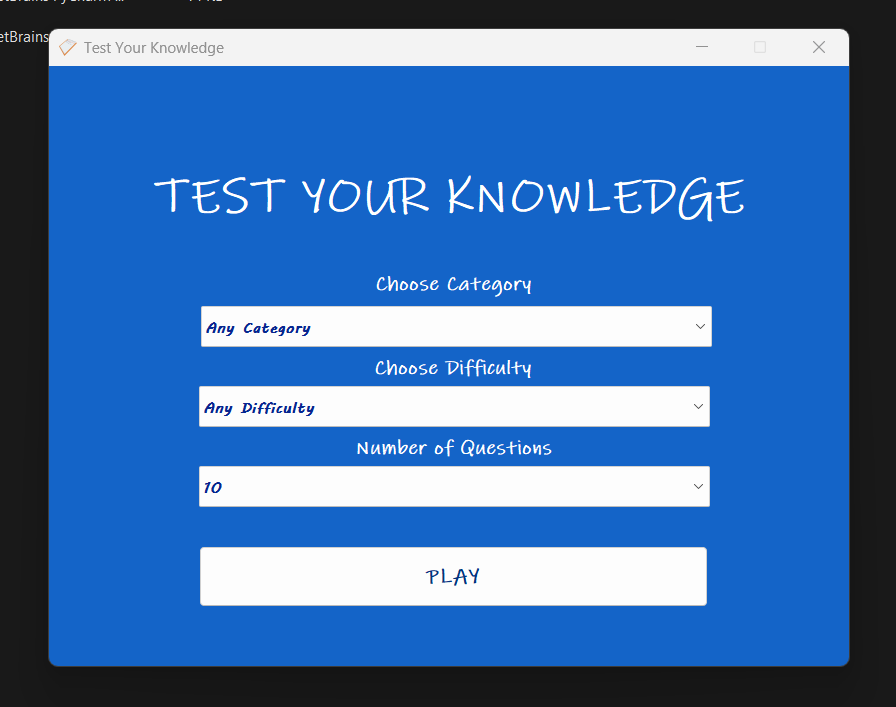 etBrains
Test Your Knowledge
TEST YOUR KNOWLEDGE
Choose Category
Any Category
Choose Difficulty
Any Difficulty
Number of Questions
10
PLAY